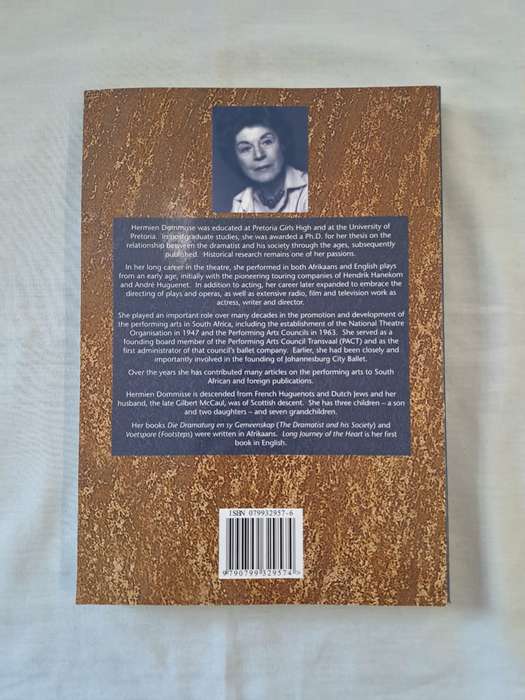 Hermien Dommisse was educated at Pretoria Girls High and at the University of
Pretoria. In postgraduate studies, she was awarded a Ph.D. for her thesis on the
relationship between the dramatist and his society through the ages, subsequently
published. Historical research remains one of her passions.
In her long career in the theatre, she performed in both Afrikaans and English plays
from an early age, initially with the pioneering touring companies of Hendrik Hanekom
and André Huguenet. In addition to acting, her career later expanded to embrace the
directing of plays and operas, as well as extensive radio, film and television work as
actress, writer and director.
She played an important role over many decades in the promotion and development of
the performing arts in South Africa, including the establishment of the National Theatre
Organisation in 1947 and the Performing Arts Councils in 1963. She served as a
founding board member of the Performing Arts Council Transvaal (PACT) and as the
first administrator of that council's ballet company. Earlier, she had been closely and
importantly involved in the founding of Johannesburg City Ballet.
Over the years she has contributed many articles on the performing arts to South
African and foreign publications.
Hermien Dommisse is descended from French Huguenots and Dutch Jews and her
husband, the late Gilbert McCaul, was of Scottish descent. She has three children – a son
and two daughters – and seven grandchildren.
Her books Die Dramaturg en sy Gemeenskap (The Dramatist and his Society) and
Voetspore (Footsteps) were written in Afrikaans. Long Journey of the Heart is her first
book in English.
ISBN 079932957-6
9 790799 329574